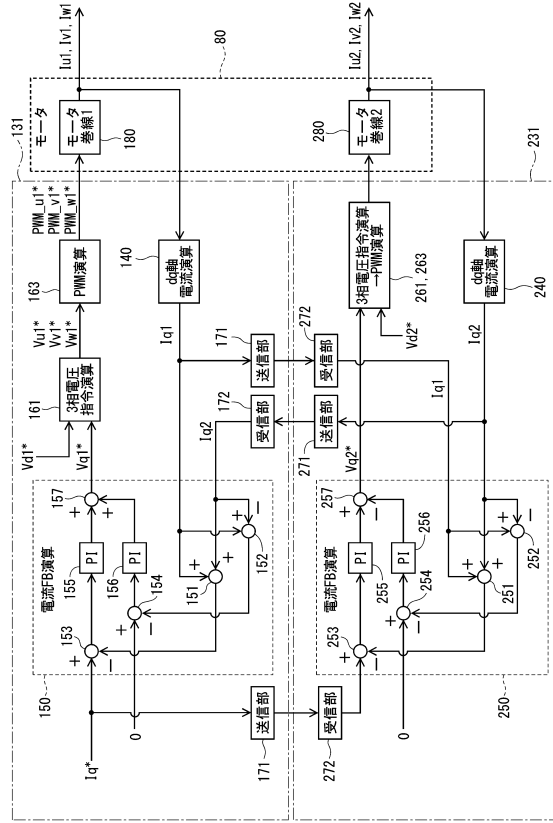 131
モータ
80
Iu1, Iv1, Iw1
PWM_u1*
PWM_v1*
PWM_w1*
モータ
巻線1
180
163
PWM演算
Vu1*
Vv1*
Vw1*
161
3相電圧
指令演算
Vd1*
Vq1*
140
dq軸
電流演算
Iq1
171
送信部
172
受信部
Iq2
電流FB演算
157
+
+
155
PI
156
PI
153
+
−
154
+
−
151
+
+
152
+
−
150
Iq*
0
171
送信部
272
受信部
271
送信部
272
受信部
Iu2, Iv2, Iw2
モータ
巻線2
280
231
3相電圧指令演算
→PWM演算
261, 263
Vd2*
Vq2*
240
dq軸
電流演算
Iq2
Iq1
電流FB演算
257
+
−
255
PI
256
PI
253
+
−
254
+
−
251
+
+
252
+
−
250
0